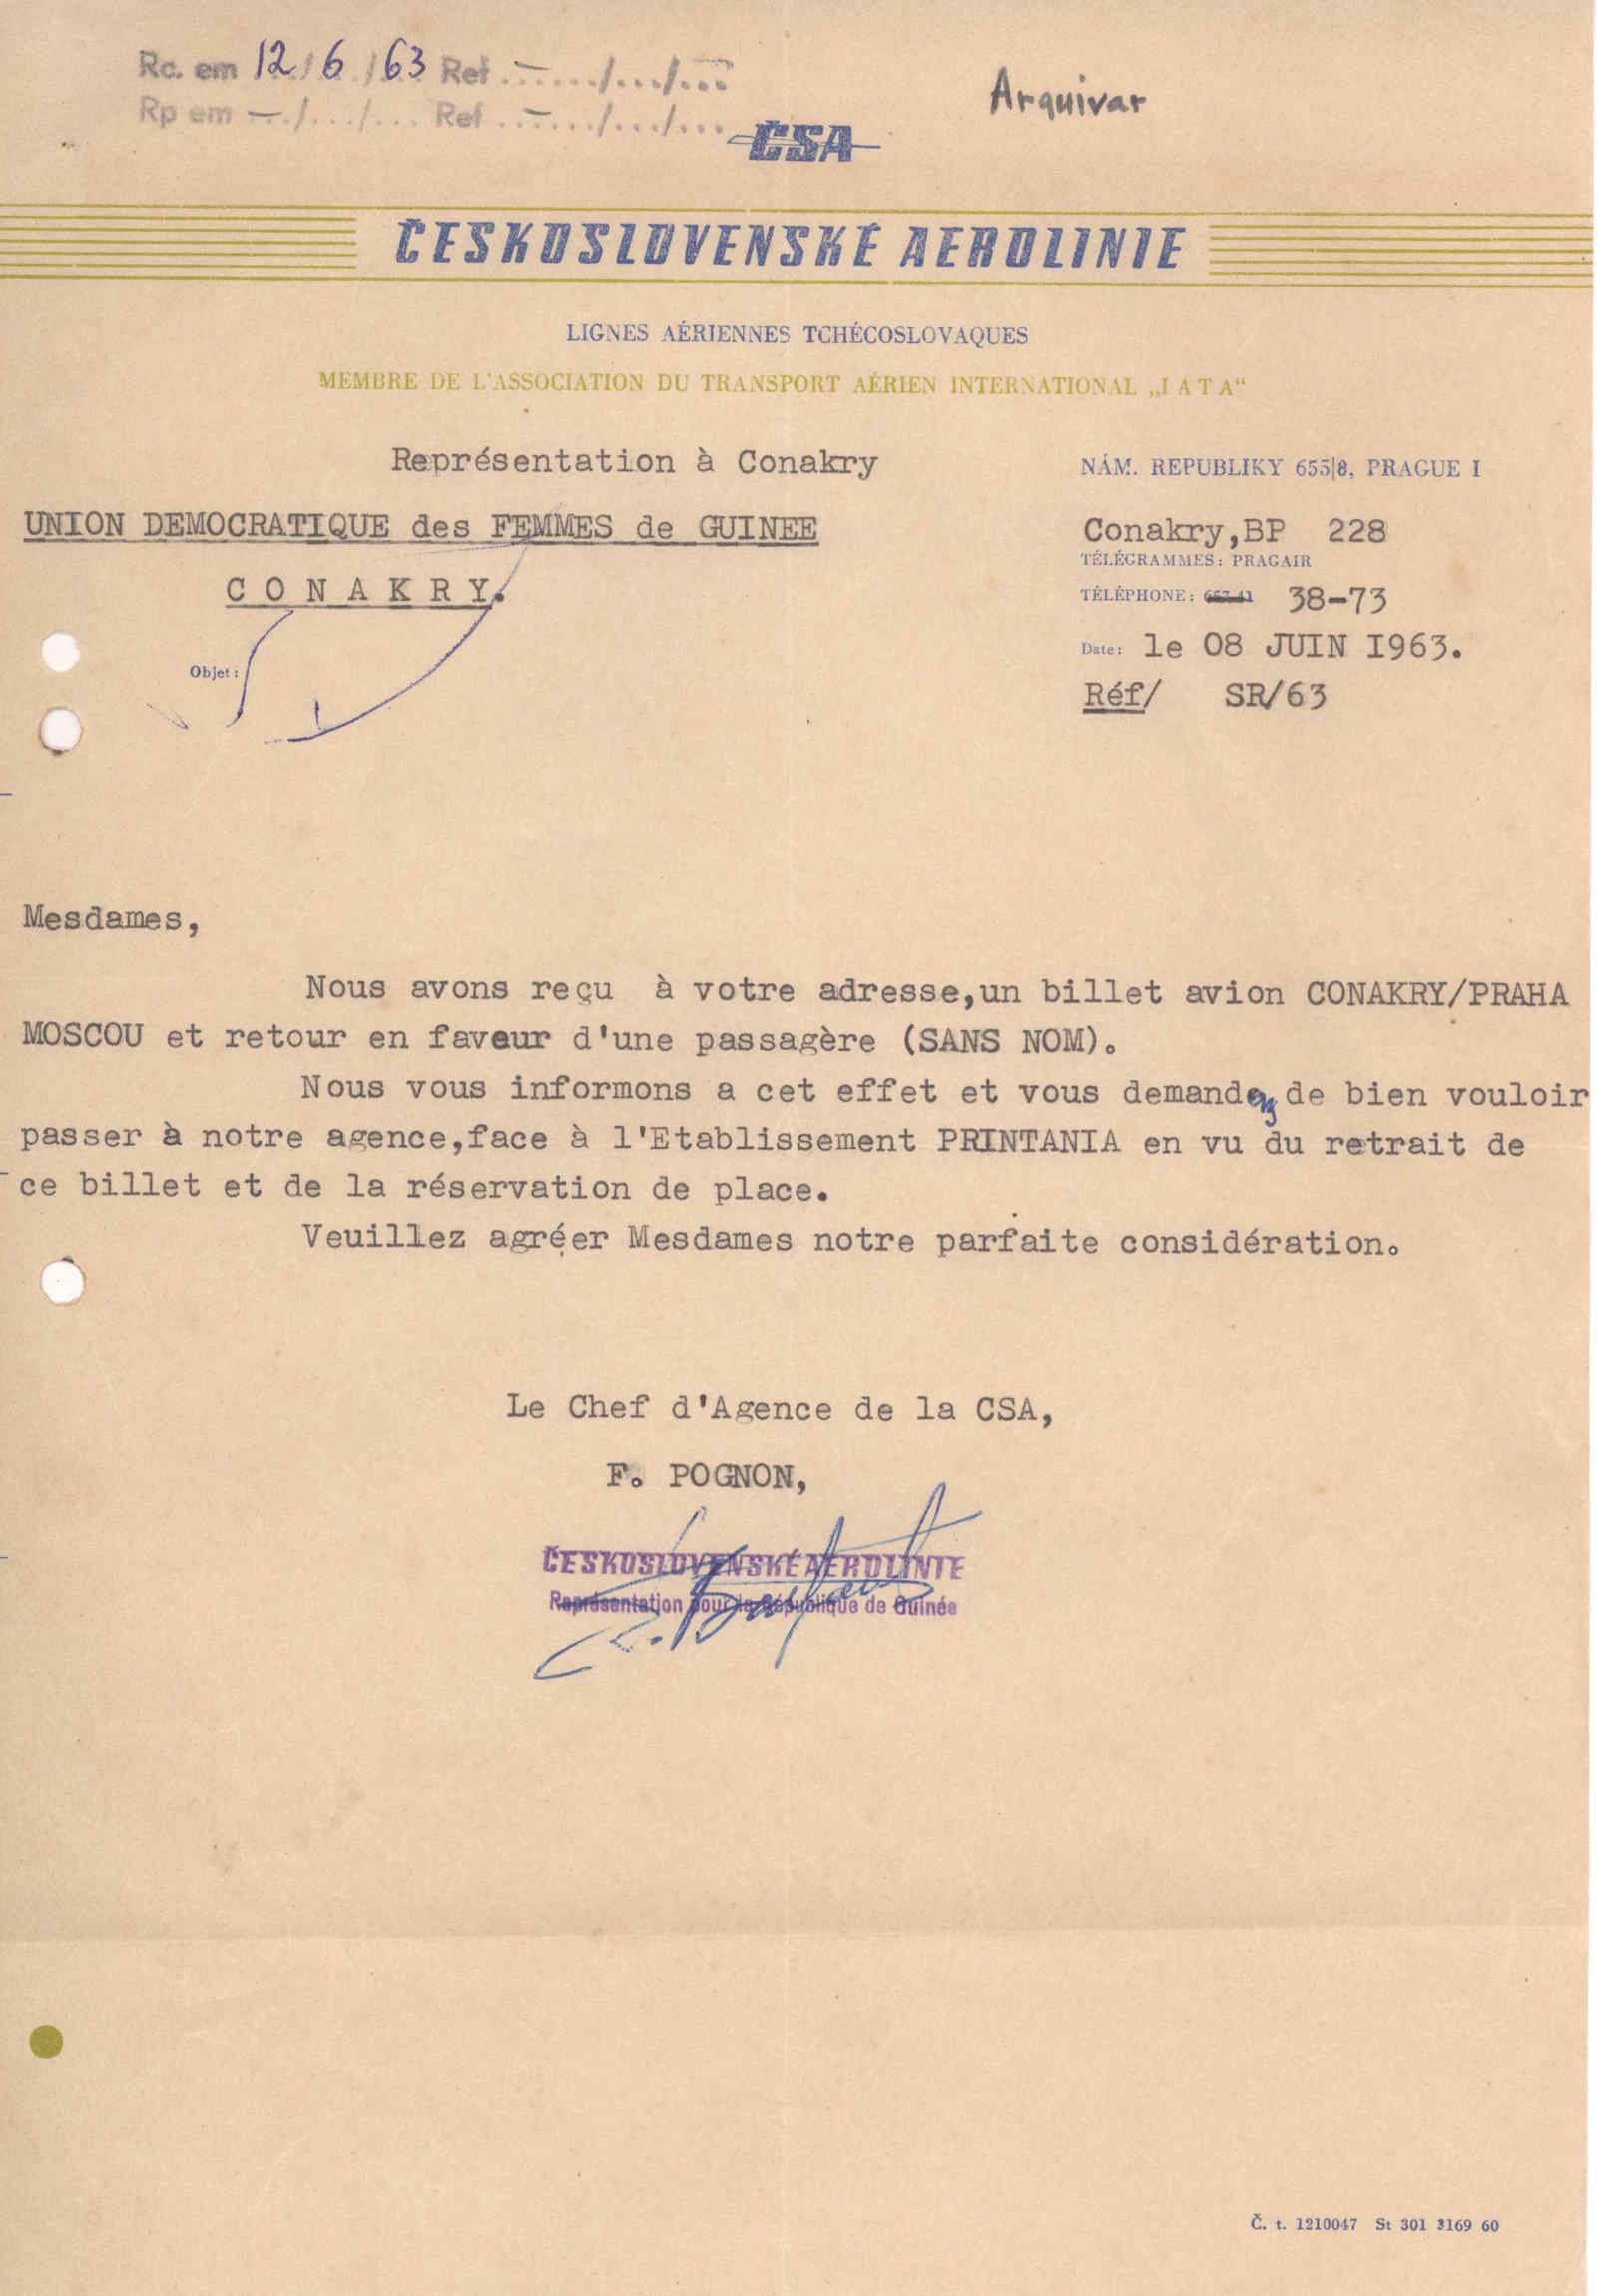 Rc. em 12/6/63 Ref ......./.../...
Rp em .../.../... Ref ......./.../...
Arquivar
ČSA
ČESKOSLOVENSKÉ AEROLINIE
LIGNES AÉRIENNES TCHÉCOSLOVAQUES
MEMBRE DE L'ASSOCIATION DU TRANSPORT AÉRIEN INTERNATIONAL „I A T A“
Représentation à Conakry
NÁM. REPUBLIKY 655|8, PRAGUE I
UNION DEMOCRATIQUE des FEMMES de GUINEE
Conakry,BP 228
TÉLÉGRAMMES: PRAGAIR
C O N A K R Y.
TÉLÉPHONE: 38-73
Date: le 08 JUIN I963.
Objet:
Réf/ SR/63
Mesdames,
Nous avons reçu à votre adresse,un billet avion CONAKRY/PRAHA
MOSCOU et retour en faveur d'une passagère (SANS NOM).
Nous vous informons a cet effet et vous demandez de bien vouloir
passer à notre agence,face à l'Etablissement PRINTANIA en vu du retrait de
ce billet et de la réservation de place.
Veuillez agréer Mesdames notre parfaite considération.
Le Chef d'Agence de la CSA,
F. POGNON,
ČESKOSLOVENSKÉ AEROLINIE
Représentation pour la République de Guinée
Č. t. 1210047 St 301 3169 60